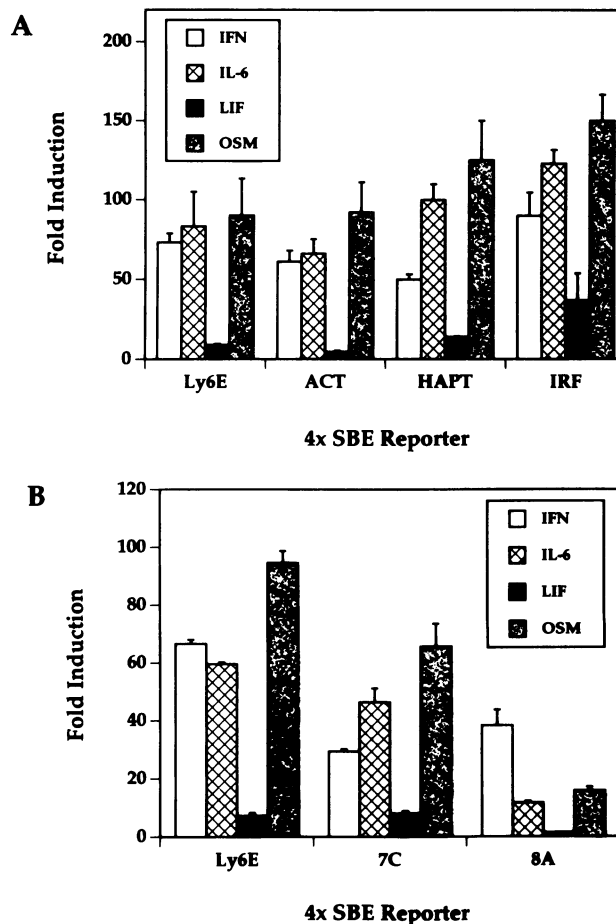 A
Fold Induction
200
150
100
50
0
IFN
IL-6
LIF
OSM
Ly6E ACT HAPT IRF
4x SBE Reporter
B
Fold Induction
120
100
80
60
40
20
0
IFN
IL-6
LIF
OSM
Ly6E 7C 8A
4x SBE Reporter